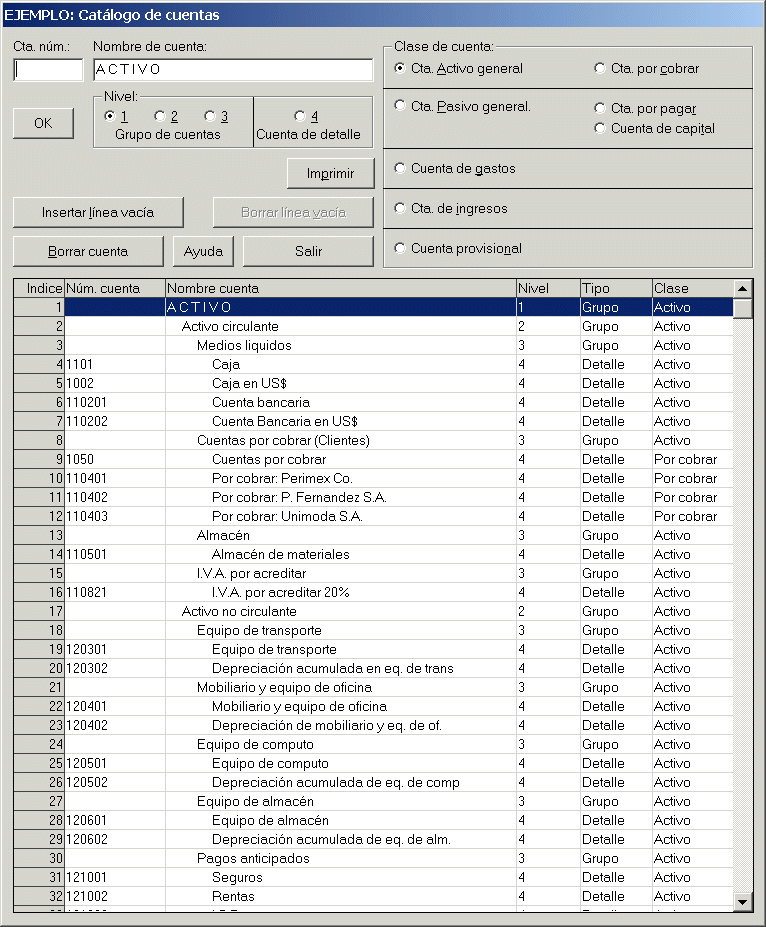 EJEMPLO: Catálogo de cuentas
Cta. núm.: Nombre de cuenta:
A C T I V O
Nivel:
1 2 3 4
Grupo de cuentas Cuenta de detalle
OK
Imprimir
Insertar línea vacía Borrar línea vacía
Borrar cuenta Ayuda Salir
Clase de cuenta:
Cta. Activo general Cta. por cobrar
Cta. Pasivo general. Cta. por pagar
Cuenta de capital
Cuenta de gastos
Cta. de ingresos
Cuenta provisional
Indice Núm. cuenta Nombre cuenta Nivel Tipo Clase
1 A C T I V O 1 Grupo Activo
2 Activo circulante 2 Grupo Activo
3 Medios liquidos 3 Grupo Activo
4 1101 Caja 4 Detalle Activo
5 1002 Caja en US$ 4 Detalle Activo
6 110201 Cuenta bancaria 4 Detalle Activo
7 110202 Cuenta Bancaria en US$ 4 Detalle Activo
8 Cuentas por cobrar (Clientes) 3 Grupo Activo
9 1050 Cuentas por cobrar 4 Detalle Por cobrar
10 110401 Por cobrar: Perimex Co. 4 Detalle Por cobrar
11 110402 Por cobrar: P. Fernandez S.A. 4 Detalle Por cobrar
12 110403 Por cobrar: Unimoda S.A. 4 Detalle Por cobrar
13 Almacén 3 Grupo Activo
14 110501 Almacén de materiales 4 Detalle Activo
15 I.V.A. por acreditar 3 Grupo Activo
16 110821 I.V.A. por acreditar 20% 4 Detalle Activo
17 Activo no circulante 2 Grupo Activo
18 Equipo de transporte 3 Grupo Activo
19 120301 Equipo de transporte 4 Detalle Activo
20 120302 Depreciación acumulada en eq. de trans 4 Detalle Activo
21 Mobiliario y equipo de oficina 3 Grupo Activo
22 120401 Mobiliario y equipo de oficina 4 Detalle Activo
23 120402 Depreciación de mobiliario y eq. de of. 4 Detalle Activo
24 Equipo de computo 3 Grupo Activo
25 120501 Equipo de computo 4 Detalle Activo
26 120502 Depreciación acumulada de eq. de comp 4 Detalle Activo
27 Equipo de almacén 3 Grupo Activo
28 120601 Equipo de almacén 4 Detalle Activo
29 120602 Depreciación acumulada de eq. de alm. 4 Detalle Activo
30 Pagos anticipados 3 Grupo Activo
31 121001 Seguros 4 Detalle Activo
32 121002 Rentas 4 Detalle Activo